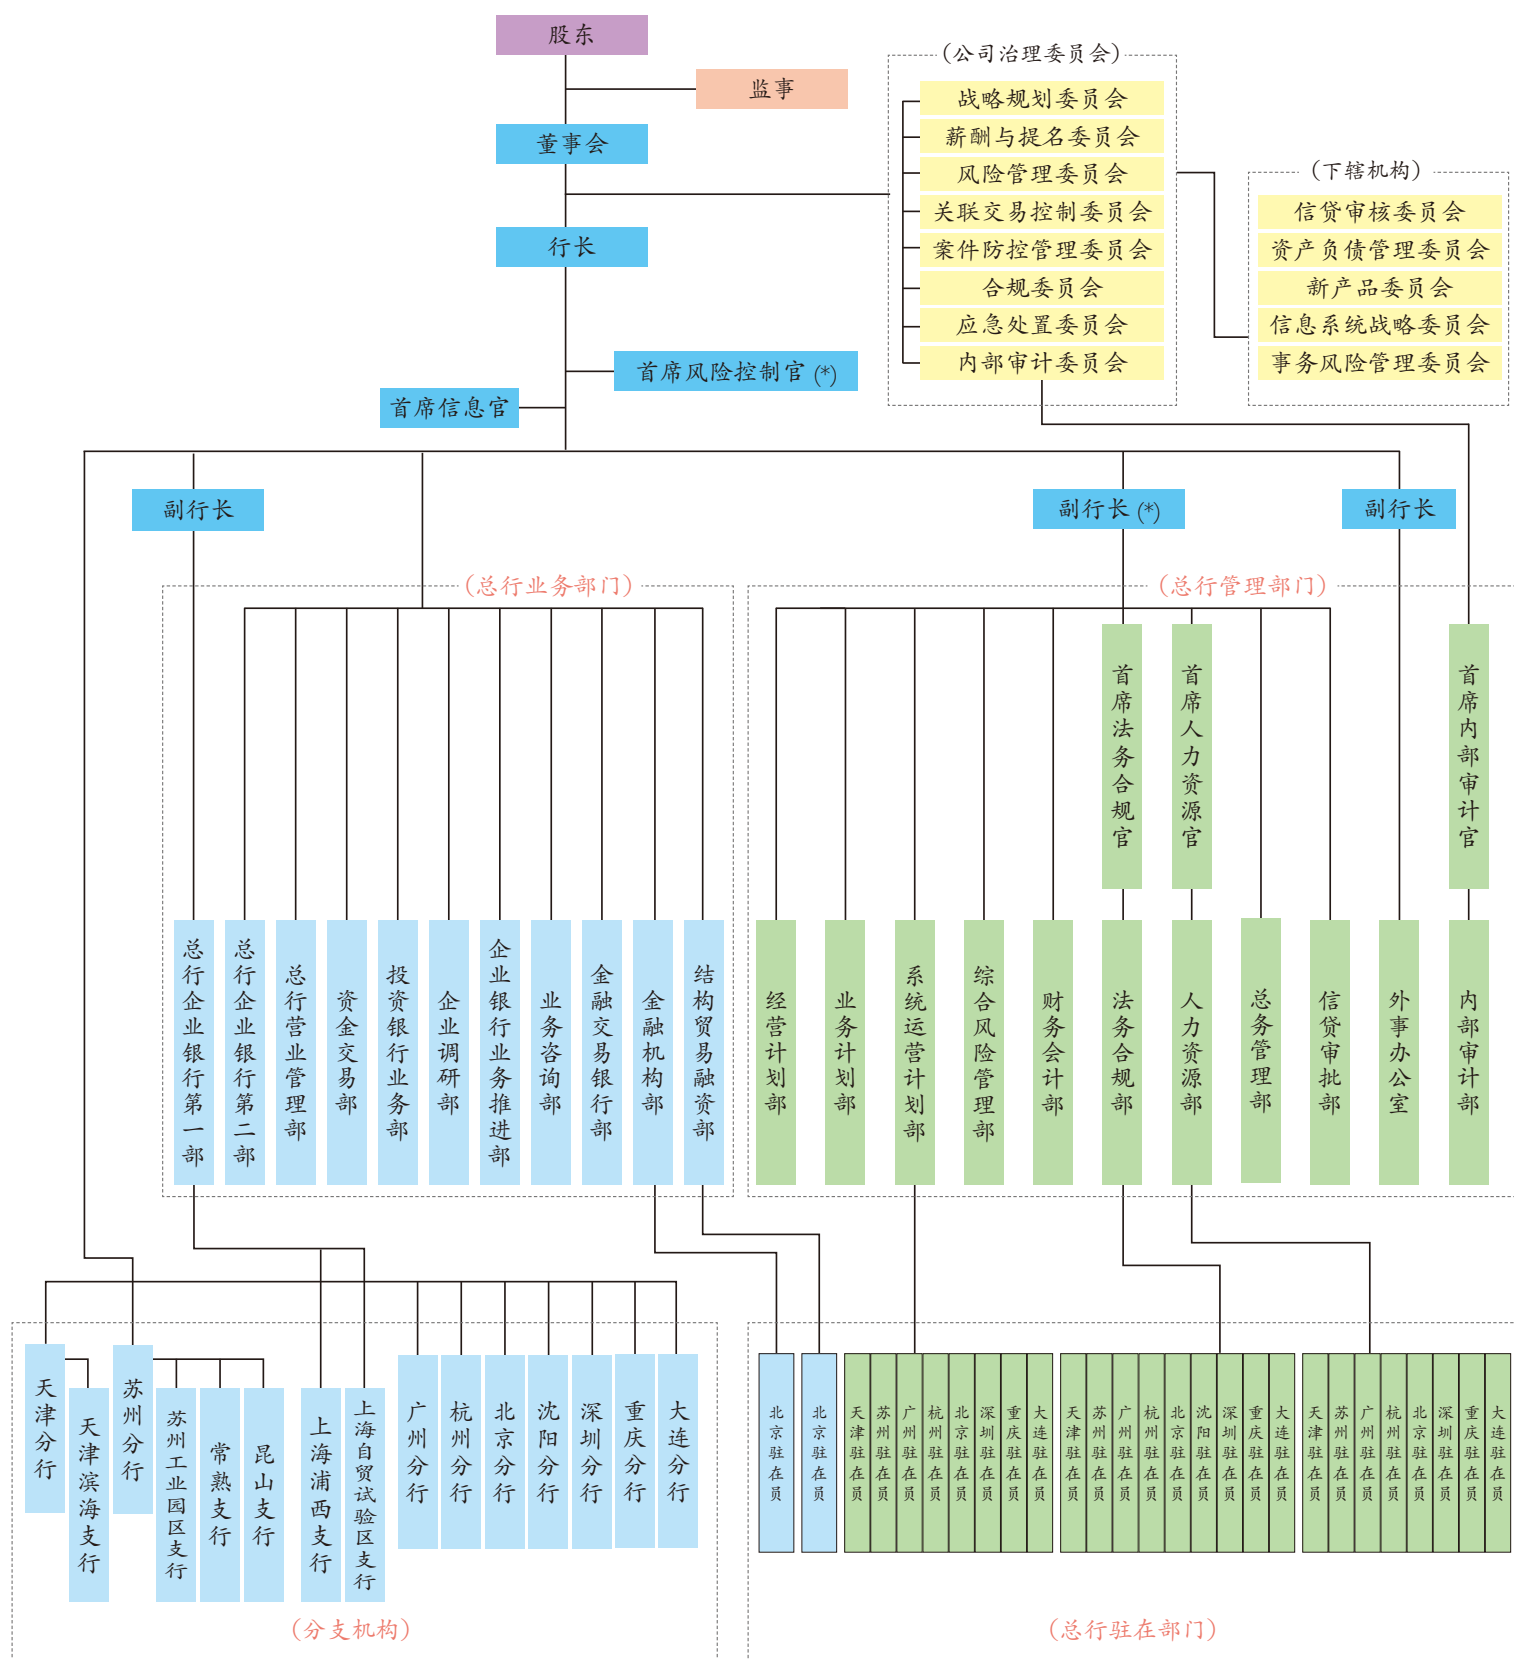 股东
监事
董事会
行长
首席风险控制官 (*)
首席信息官
(公司治理委员会)
战略规划委员会
薪酬与提名委员会
风险管理委员会
关联交易控制委员会
案件防控管理委员会
合规委员会
应急处置委员会
内部审计委员会
(下辖机构)
信贷审核委员会
资产负债管理委员会
新产品委员会
信息系统战略委员会
事务风险管理委员会
副行长
副行长 (*)
副行长
(总行业务部门)
(总行管理部门)
首席法务合规官
首席人力资源官
首席内部审计官
总行企业银行第一部
总行企业银行第二部
总行营业管理部
资金交易部
投资银行业务部
企业调研部
企业银行业务推进部
业务咨询部
金融交易银行部
金融机构部
结构贸易融资部
经营计划部
业务计划部
系统运营计划部
综合风险管理部
财务会计部
法务合规部
人力资源部
总务管理部
信贷审批部
外事办公室
内部审计部
天津分行
天津滨海支行
苏州分行
苏州工业园区支行
常熟支行
昆山支行
上海浦西支行
上海自贸试验区支行
广州分行
杭州分行
北京分行
沈阳分行
深圳分行
重庆分行
大连分行
北京驻在员
北京驻在员
天津驻在员
苏州驻在员
广州驻在员
杭州驻在员
北京驻在员
深圳驻在员
重庆驻在员
大连驻在员
天津驻在员
苏州驻在员
广州驻在员
杭州驻在员
北京驻在员
沈阳驻在员
深圳驻在员
重庆驻在员
大连驻在员
天津驻在员
苏州驻在员
广州驻在员
杭州驻在员
北京驻在员
深圳驻在员
重庆驻在员
大连驻在员
(分支机构)
(总行驻在部门)